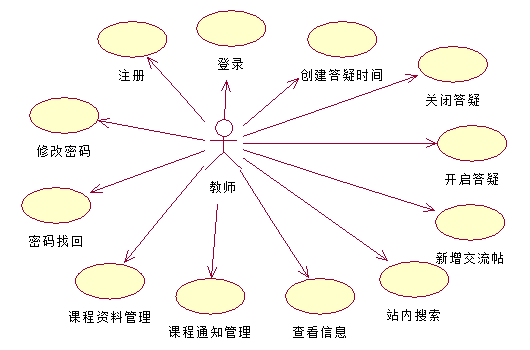 登录
注册
创建答疑时间
关闭答疑
修改密码
开启答疑
教师
密码找回
新增交流帖
课程资料管理
课程通知管理
查看信息
站内搜索